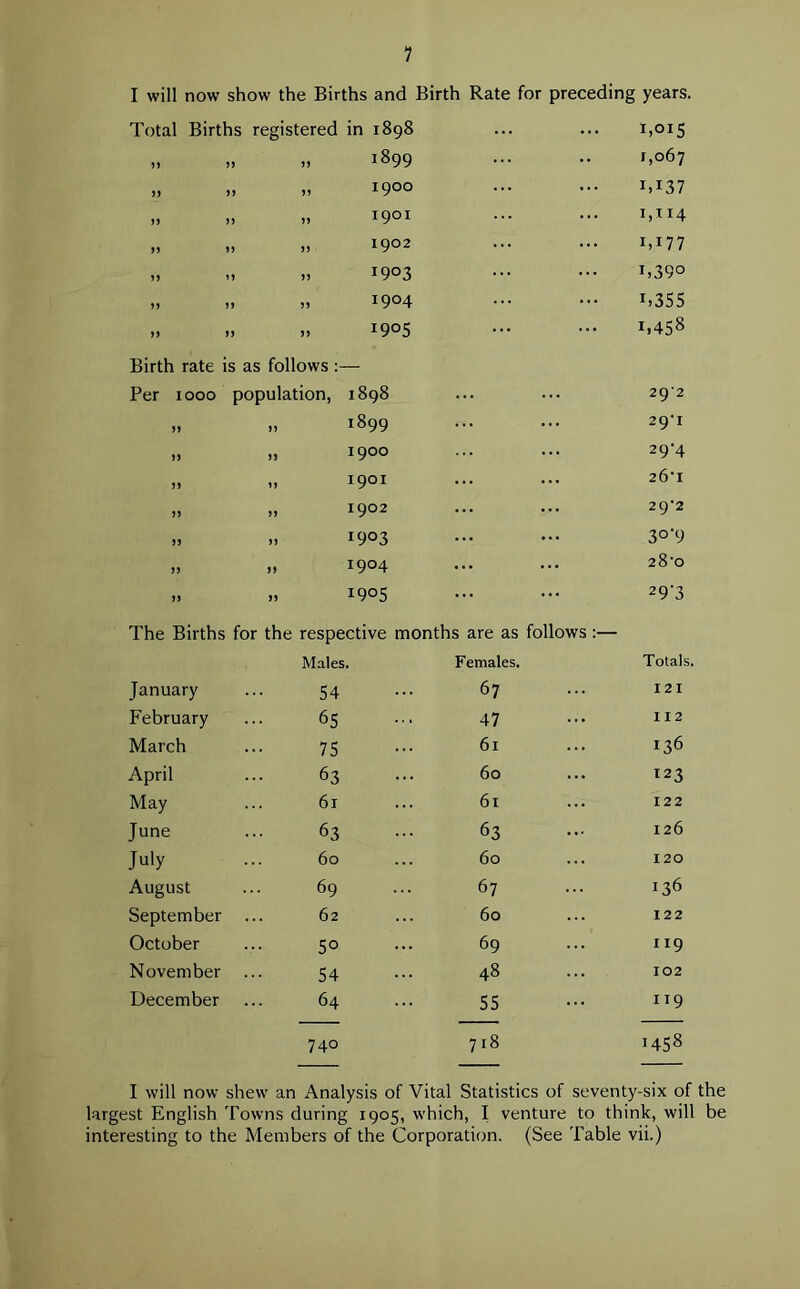 7
I will now show the Births and Birth Rate for preceding years.
Total Births registered in 1898 ... ... 1,015
„ „ „ 1899 ... .. 1,067
„ „ „ 1900 ... ... 1,137
„ „ „ 1901 ... ... 1,114
„ „ „ 1902 ... ... 1,177
„ „ „ 1903 ... ... 1,390
„ „ „ 1904 ... ... 1,355
„ „ „ 1905 ... ... 1,458
Birth rate is as follows :—
Per 1000 population, 1898 ... ... 29·2
„ „ 1899 ... ... 29·1
„ „ 1900 ... ... 29·4
„ „ 1901 ... ... 26·1
„ „ 1902 ... ... 29·2
„ „ 1903 ... ... 30·9
„ „ 1904 ... ... 28·0
„ „ 1905 ... ... 29·3
The Births for the respective months are as follows :—
Males. Females. Totals.
January ... 54 ... 67 ... 121
February ... 65 ... 47 ... 112
March ... 75 ... 61 ... 136
April ... 63 ... 60 ... 123
May ... 61 ... 61 ... 122
June ... 63 ... 63 ... 126
July ... 60 ... 60 ... 120
August ... 69 ... 67 ... 136
September ... 62 ... 60 ... 122
October ... 50 ... 69 ... 119
November ... 54 ... 48 ... 102
December ... 64 ... 55 ... 119
740 718 1458
I will now shew an Analysis of Vital Statistics of seventy-six of the
largest English Towns during 1905, which, I venture to think, will be
interesting to the Members of the Corporation. (See Table vii.)